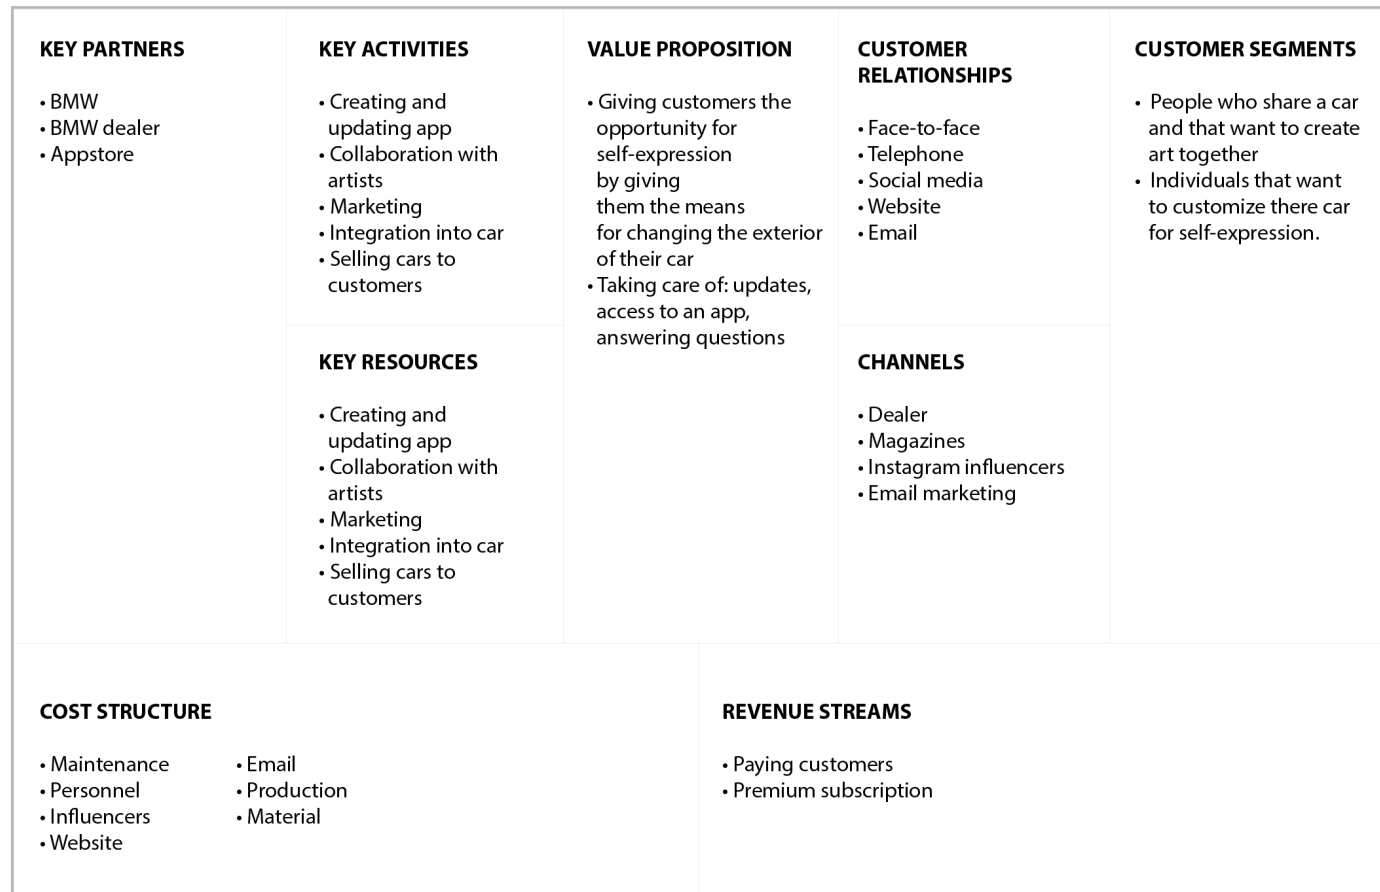 KEY PARTNERS
• BMW
• BMW dealer
• Appstore
KEY ACTIVITIES
• Creating and
updating app
• Collaboration with
artists
• Marketing
• Integration into car
• Selling cars to
customers
KEY RESOURCES
• Creating and
updating app
• Collaboration with
artists
• Marketing
• Integration into car
• Selling cars to
customers
VALUE PROPOSITION
• Giving customers the
opportunity for
self-expression
by giving
them the means
for changing the exterior
of their car
• Taking care of: updates,
access to an app,
answering questions
CUSTOMER
RELATIONSHIPS
• Face-to-face
• Telephone
• Social media
• Website
• Email
CHANNELS
• Dealer
• Magazines
• Instagram influencers
• Email marketing
CUSTOMER SEGMENTS
• People who share a car
and that want to create
art together
• Individuals that want
to customize there car
for self-expression.
COST STRUCTURE
• Maintenance
• Personnel
• Influencers
• Website
• Email
• Production
• Material
REVENUE STREAMS
• Paying customers
• Premium subscription